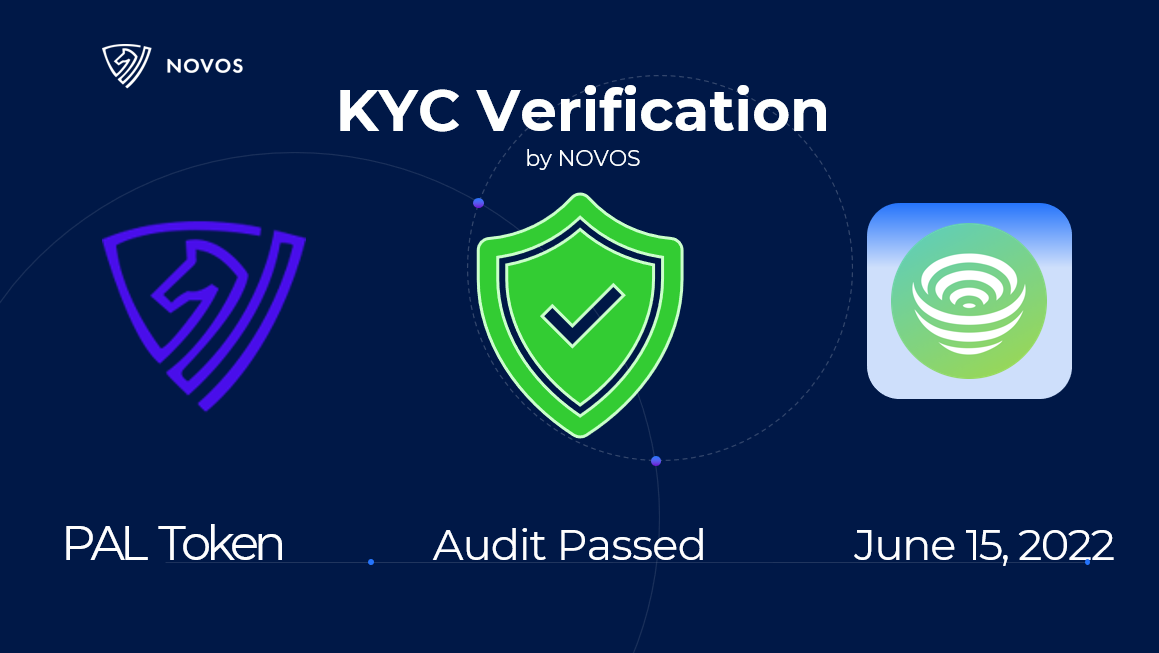 NOVOS
KYC Verification
by NOVOS
PAL Token
Audit Passed
June 15, 2022